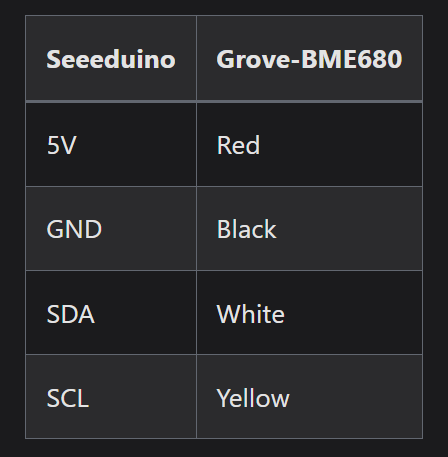 Seeeduino Grove-BME680
5V Red
GND Black
SDA White
SCL Yellow